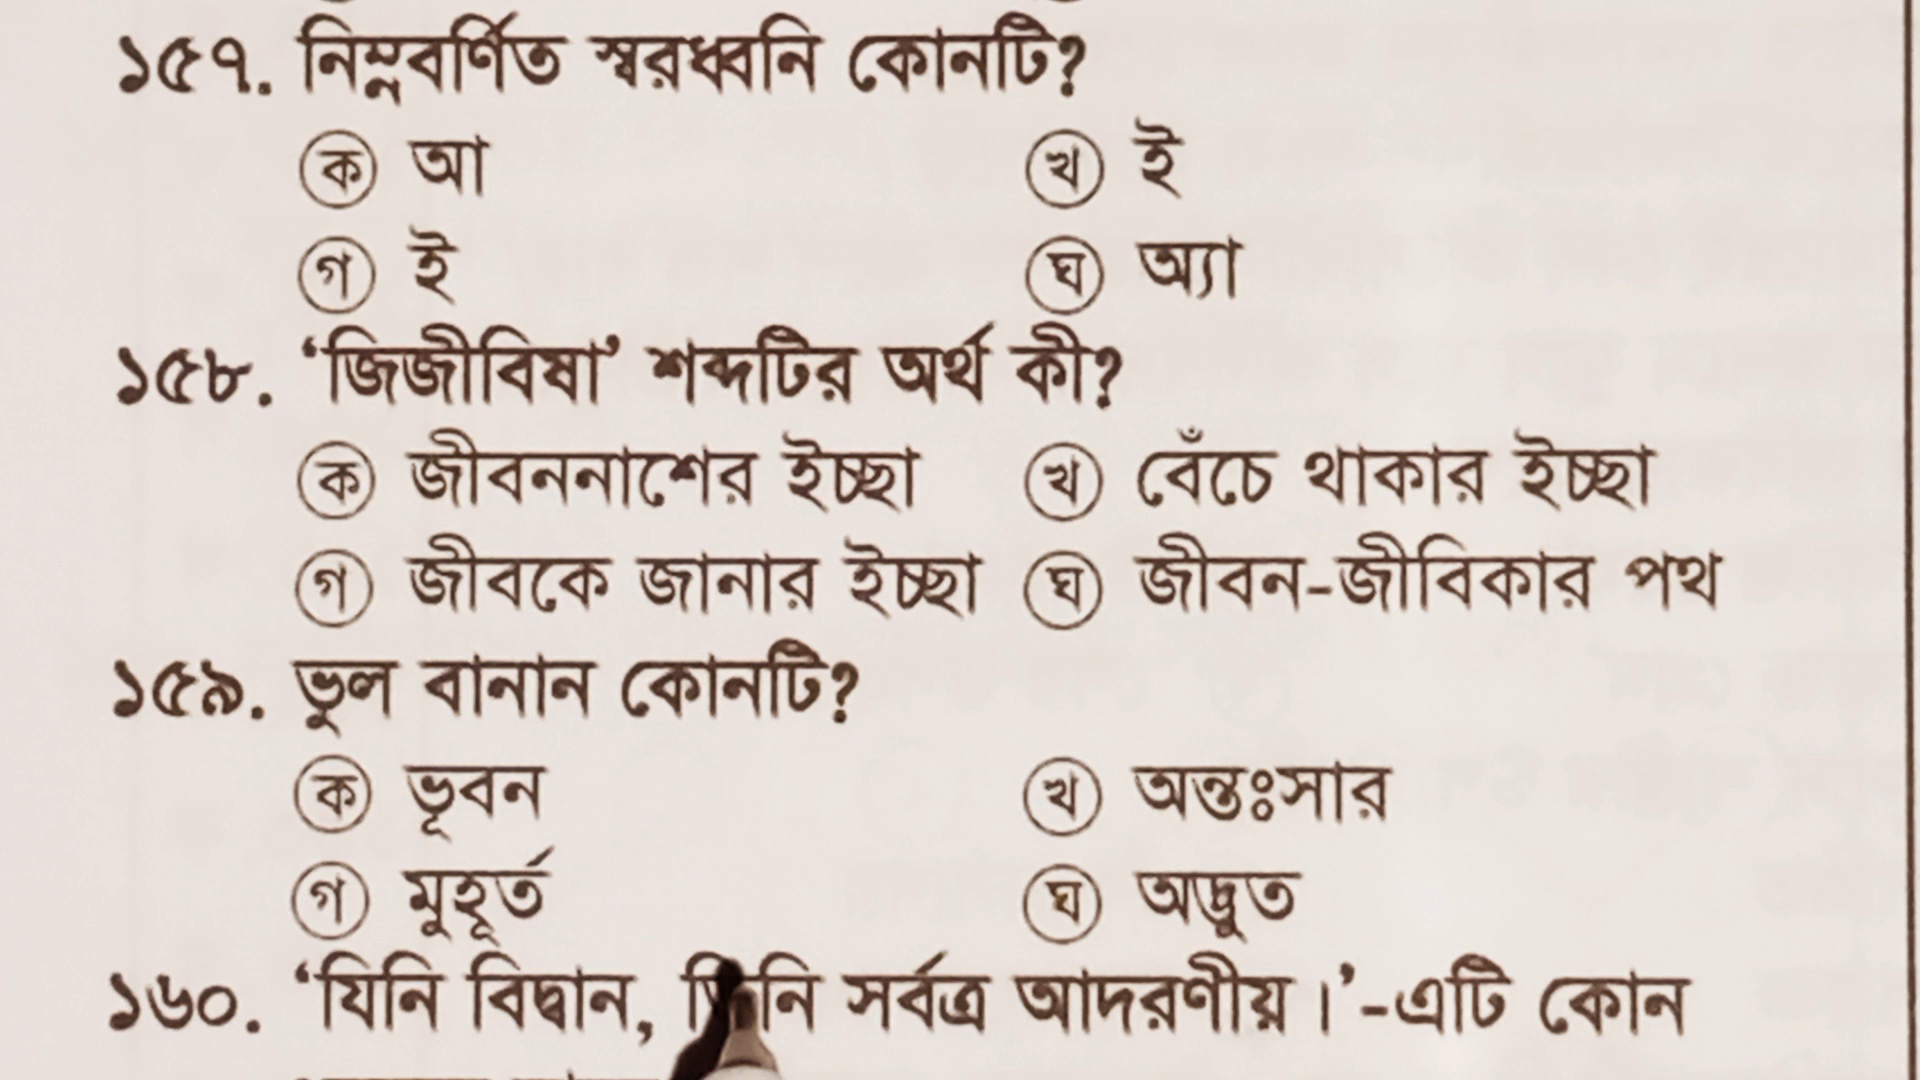 ১৫৭. নিম্নবর্ণিত স্বরধ্বনি কোনটি?
ক আ খ ই
গ ই ঘ অ্যা
১৫৮. ‘জিজীবিষা’ শব্দটির অর্থ কী?
ক জীবননাশের ইচ্ছা খ বেঁচে থাকার ইচ্ছা
গ জীবকে জানার ইচ্ছা ঘ জীবন-জীবিকার পথ
১৫৯. ভুল বানান কোনটি?
ক ভূবন খ অন্তঃসার
গ মুহূর্ত ঘ অদ্ভুত
১৬০. ‘যিনি বিদ্বান, তিনি সর্বত্র আদরণীয়।’-এটি কোন